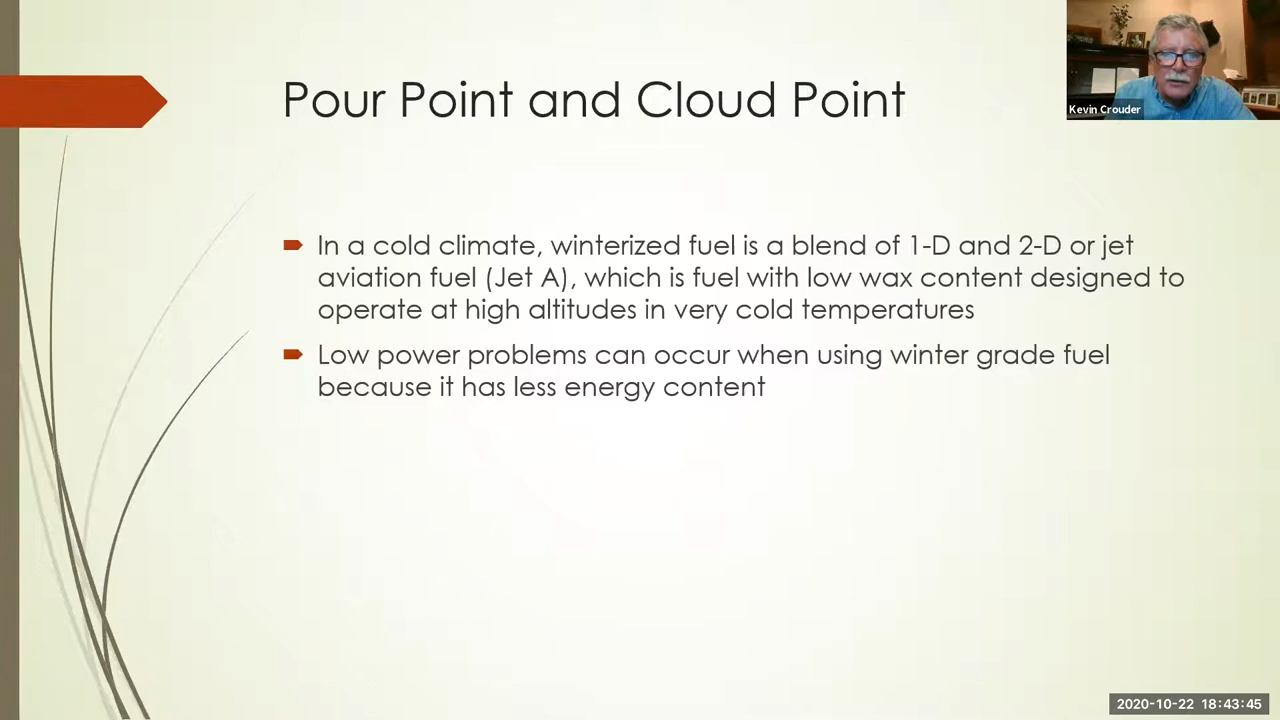 Pour Point and Cloud Point
Kevin Crouder
In a cold climate, winterized fuel is a blend of 1-D and 2-D or jet
aviation fuel (Jet A), which is fuel with low wax content designed to
operate at high altitudes in very cold temperatures
Low power problems can occur when using winter grade fuel
because it has less energy content
2020-10-22 18:43:45